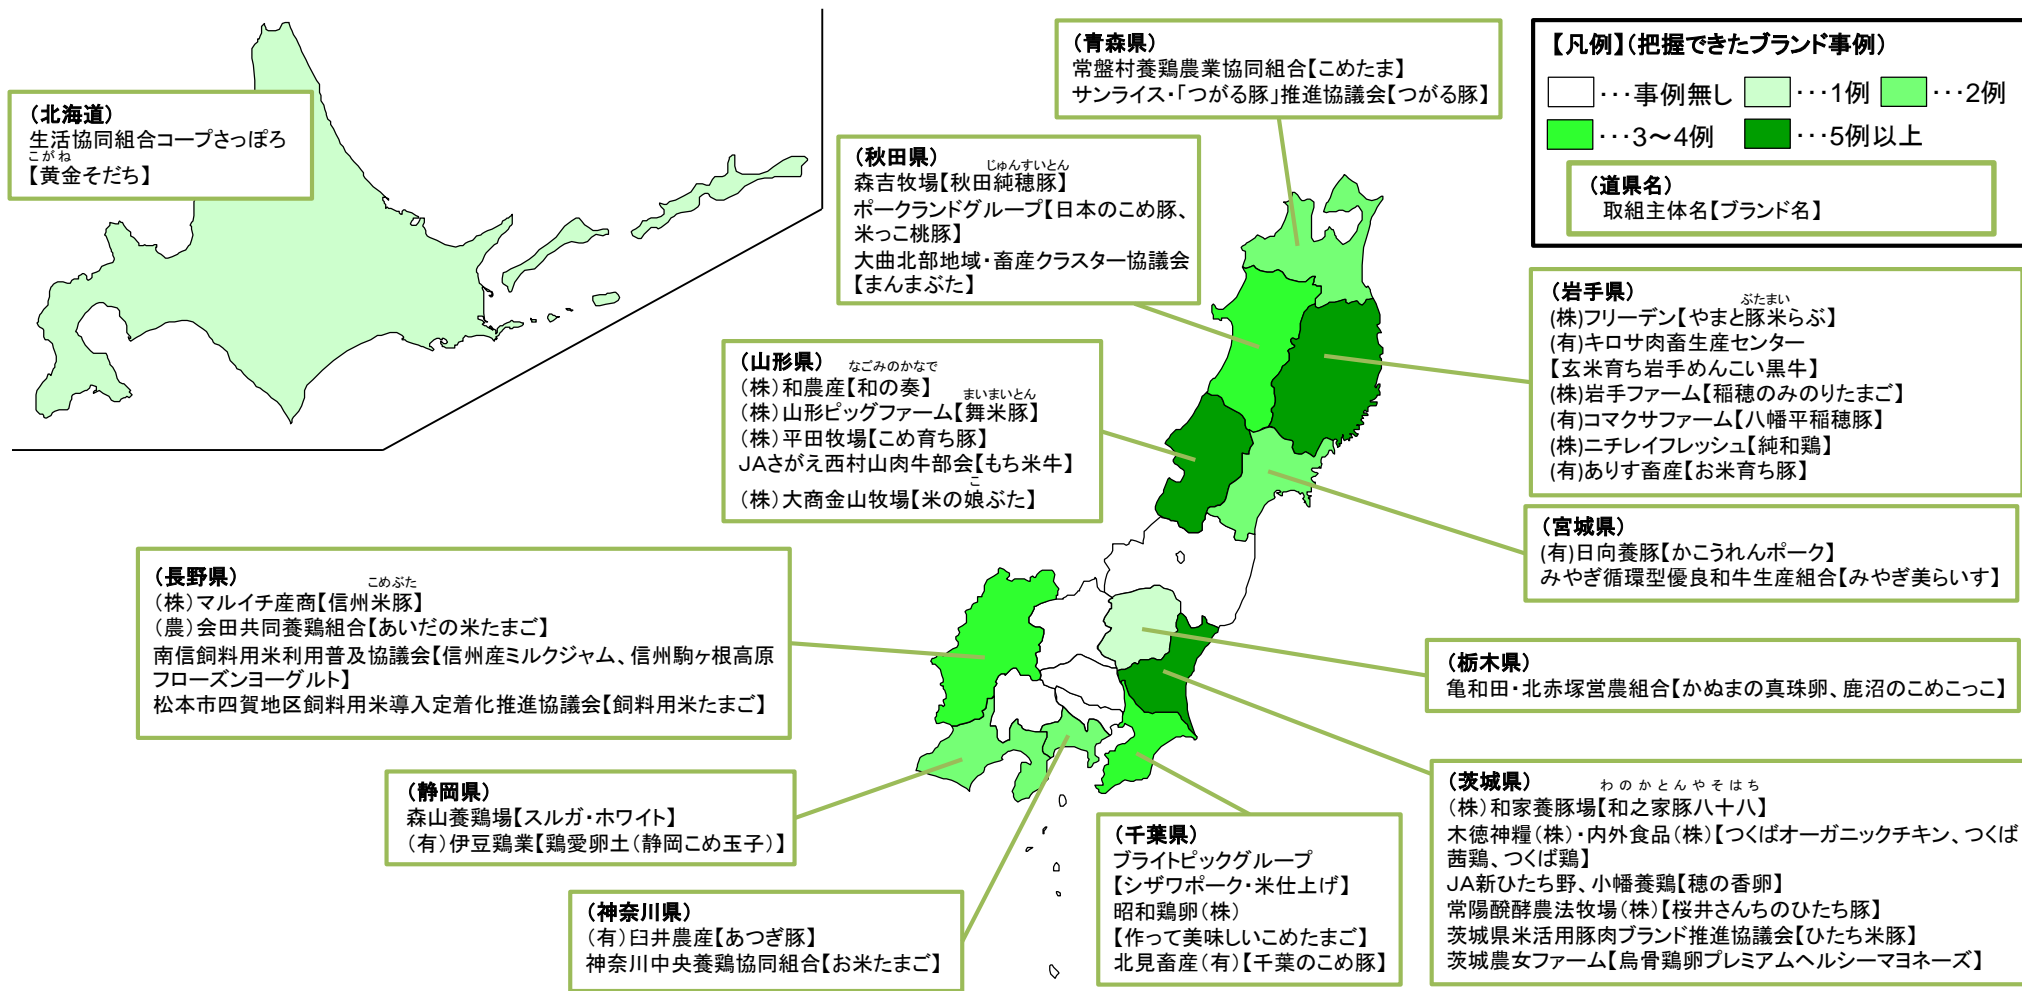 (北海道)
生活協同組合コープさっぽろ
こがね
【黄金そだち】
(青森県)
常盤村養鶏農業協同組合【こめたま】
サンライス・「つがる豚」推進協議会【つがる豚】
【凡例】(把握できたブランド事例)
・・・事例無し ・・・1例 ・・・2例
・・・3～4例 ・・・5例以上
(道県名)
取組主体名【ブランド名】
(秋田県)
じゅんすいとん
森吉牧場【秋田純穂豚】
ポークランドグループ【日本のこめ豚、
米っこ桃豚】
大曲北部地域・畜産クラスター協議会
【まんまぶた】
(岩手県)
ぶたまい
(株)フリーデン【やまと豚米らぶ】
(有)キロサ肉畜生産センター
【玄米育ち岩手めんこい黒牛】
(株)岩手ファーム【稲穂のみのりたまご】
(有)コマクサファーム【八幡平稲穂豚】
(株)ニチレイフレッシュ【純和鶏】
(有)ありす畜産【お米育ち豚】
(山形県)
なごみのかなで
(株)和農産【和の奏】
まいまいとん
(株)山形ピッグファーム【舞米豚】
(株)平田牧場【こめ育ち豚】
JAさがえ西村山肉牛部会【もち米牛】
こ
(株)大商金山牧場【米の娘ぶた】
(宮城県)
(有)日向養豚【かこうれんポーク】
みやぎ循環型優良和牛生産組合【みやぎ美らいす】
(長野県)
こめぶた
(株)マルイチ産商【信州米豚】
(農)会田共同養鶏組合【あいだの米たまご】
南信飼料用米利用普及協議会【信州産ミルクジャム、信州駒ヶ根高原
フローズンヨーグルト】
松本市四賀地区飼料用米導入定着化推進協議会【飼料用米たまご】
(栃木県)
亀和田・北赤塚営農組合【かぬまの真珠卵、鹿沼のこめこっこ】
(静岡県)
森山養鶏場【スルガ・ホワイト】
(有)伊豆鶏業【鶏愛卵土(静岡こめ玉子)】
(神奈川県)
(有)臼井農産【あつぎ豚】
神奈川中央養鶏協同組合【お米たまご】
(千葉県)
ブライトピックグループ
【シザワポーク・米仕上げ】
昭和鶏卵(株)
【作って美味しいこめたまご】
北見畜産(有)【千葉のこめ豚】
(茨城県)
わのかとんやそはち
(株)和家養豚場【和之家豚八十八】
木徳神糧(株)・内外食品(株)【つくばオーガニックチキン、つくば
茜鶏、つくば鶏】
JA新ひたち野、小幡養鶏【穂の香卵】
常陽醗酵農法牧場(株)【桜井さんちのひたち豚】
茨城県米活用豚肉ブランド推進協議会【ひたち米豚】
茨城農女ファーム【烏骨鶏卵プレミアムヘルシーマヨネーズ】